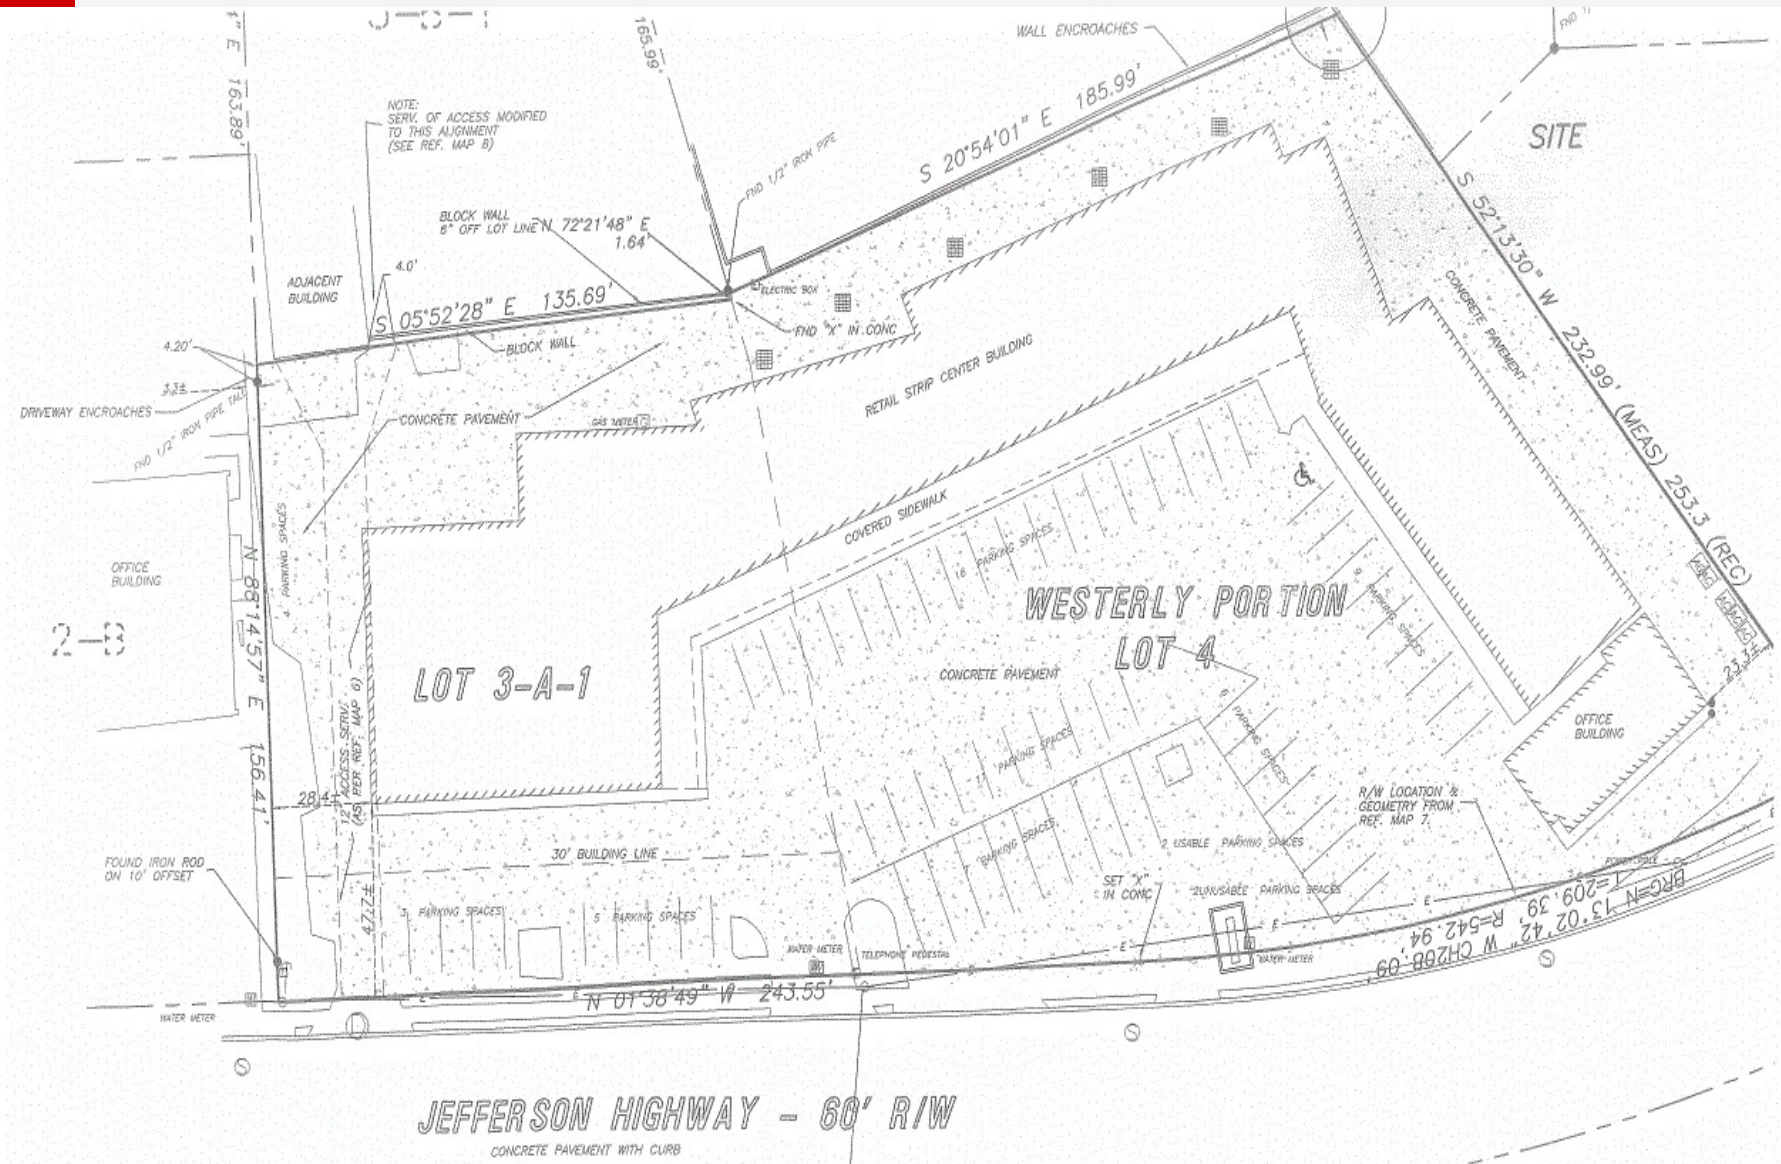 163.89'
165.99'
WALL ENCROACHES
NOTE:
SERV. OF ACCESS MODIFIED
TO THIS ALIGNMENT
(SEE REF. MAP 8)
S 20°54'01" E 185.99'
SITE
FND 1/2" IRON PIPE
BLOCK WALL
6" OFF LOT LINE
N 72°21'48" E
1.64'
S 52°13'30" W 232.99' (MEAS) 253.3 (REC)
ADJACENT
BUILDING
4.0'
ELECTRIC BOX
S 05°52'28" E 135.69'
FND "X" IN CONC
BLOCK WALL
4.20'
3.3±
DRIVEWAY ENCROACHES
FND 1/2" IRON PIPE TALL
CONCRETE PAVEMENT
GAS METER
RETAIL STRIP CENTER BUILDING
CONCRETE PAVEMENT
COVERED SIDEWALK
4 PARKING SPACES
OFFICE
BUILDING
2-B
N 88°14'57" E 156.41'
16 PARKING SPACES
9 PARKING SPACES
WESTERLY PORTION
LOT 4
LOT 3-A-1
CONCRETE PAVEMENT
6 PARKING SPACES
11 PARKING SPACES
23.3±
OFFICE
BUILDING
12' ACCESS SERV.
(AS PER REF. MAP 6)
28.4±
R/W LOCATION &
GEOMETRY FROM
REF. MAP 7.
7 PARKING SPACES
2 USABLE PARKING SPACES
30' BUILDING LINE
FOUND IRON ROD
ON 10' OFFSET
SET "X"
IN CONC
2UNUSABLE PARKING SPACES
POWER POLE
47.7±
3 PARKING SPACES
5 PARKING SPACES
WATER METER
TELEPHONE PEDESTAL
WATER METER
R=542.94'
L=209.39'
BRG=N 13°02'42" W CH208.09'
N 01°38'49" W 243.55'
WATER METER
JEFFERSON HIGHWAY - 60' R/W
CONCRETE PAVEMENT WITH CURB